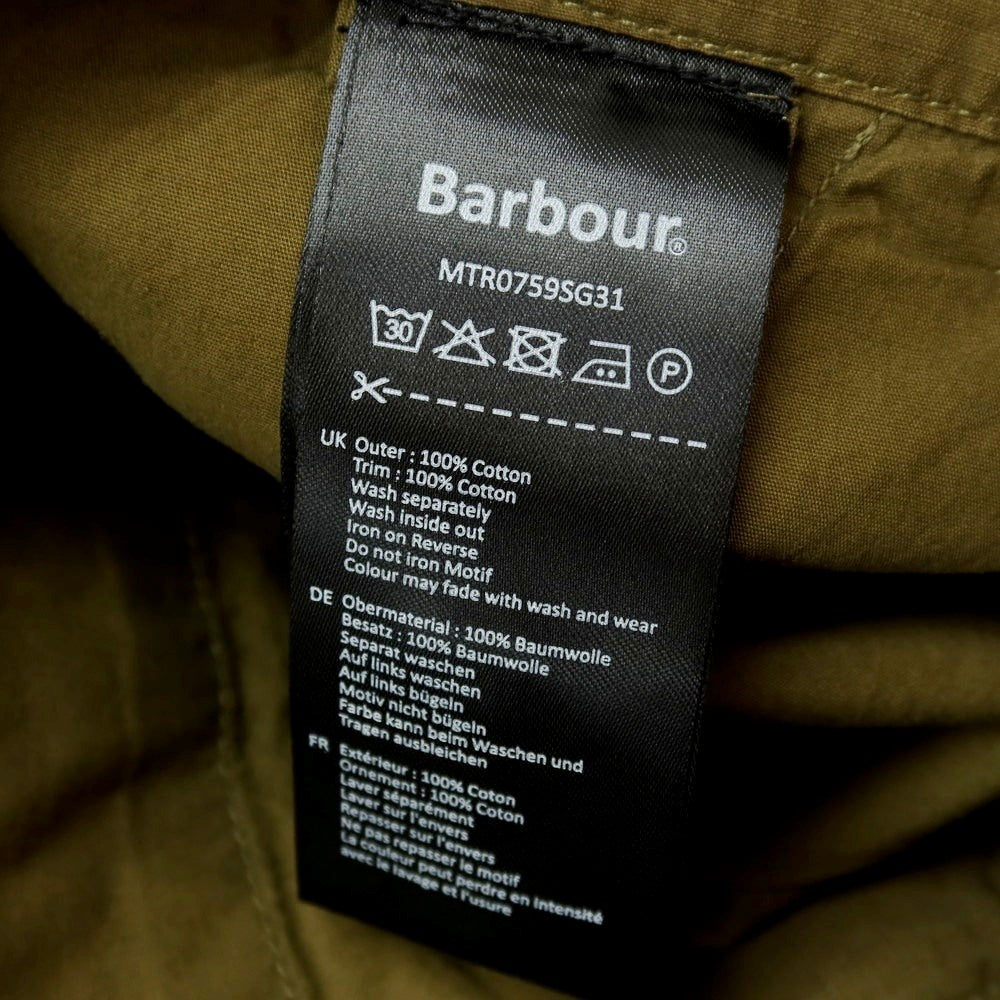 Barbour®
MTR0759SG31
30 P
UK Outer : 100% Cotton
Trim : 100% Cotton
Wash separately
Wash inside out
Iron on Reverse
Do not iron Motif
Colour may fade with wash and wear
DE Obermaterial : 100% Baumwolle
Besatz : 100% Baumwolle
Separat waschen
Auf links waschen
Auf links bügeln
Motiv nicht bügeln
Farbe kann beim Waschen und
Tragen ausbleichen
FR Extérieur : 100% Coton
Ornement : 100% Coton
Laver séparément
Laver sur l'envers
Repasser sur l'envers
Ne pas repasser le motif
La couleur peut perdre en intensité
avec le lavage et l'usure